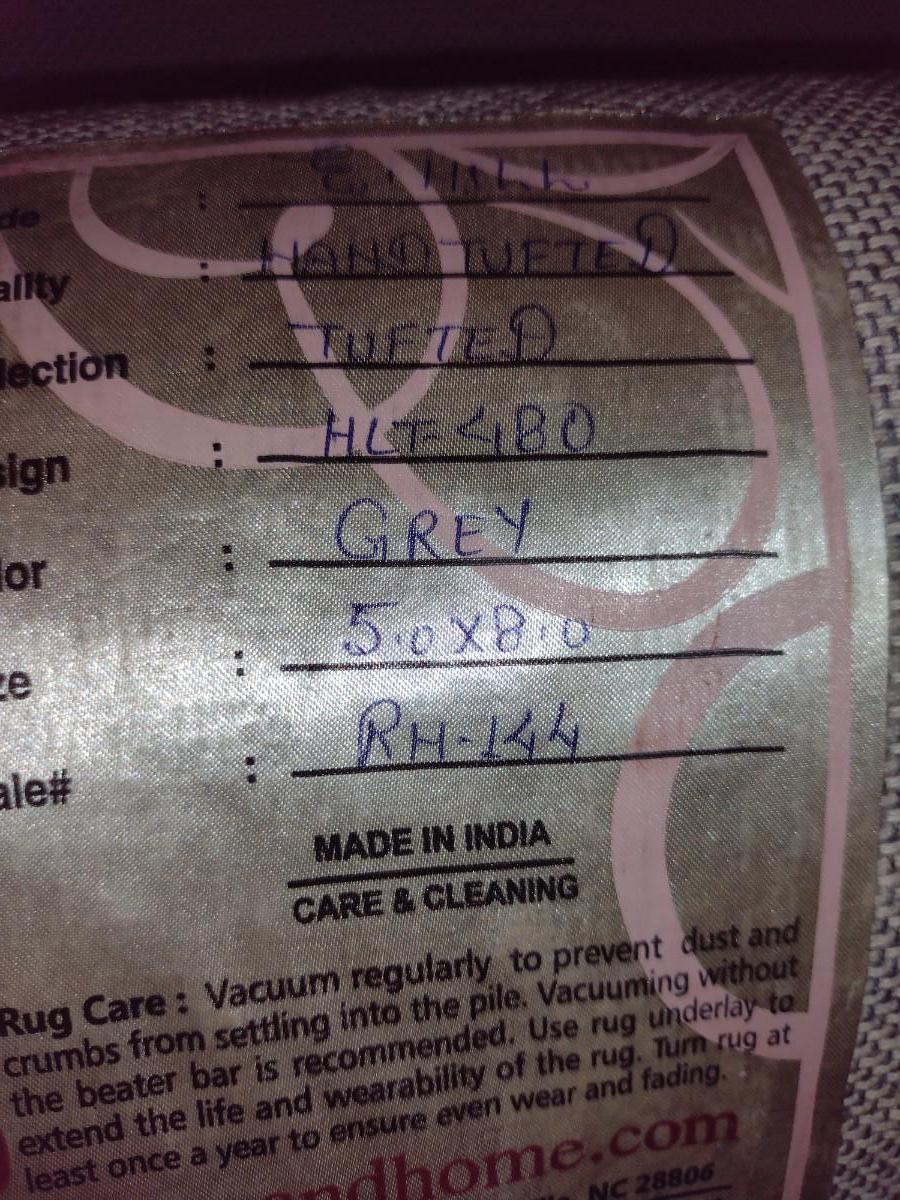 de :
ality : HAND TUFTED
lection : TUFTED
sign : HLT-480
lor : GREY
ze : 5.0X8.0
ale# : RH-144
MADE IN INDIA
CARE & CLEANING
Rug Care : Vacuum regularly to prevent dust and
crumbs from settling into the pile. Vacuuming without
the beater bar is recommended. Use rug underlay to
extend the life and wearability of the rug. Turn rug at
least once a year to ensure even wear and fading.
andhome.com
NC 28806